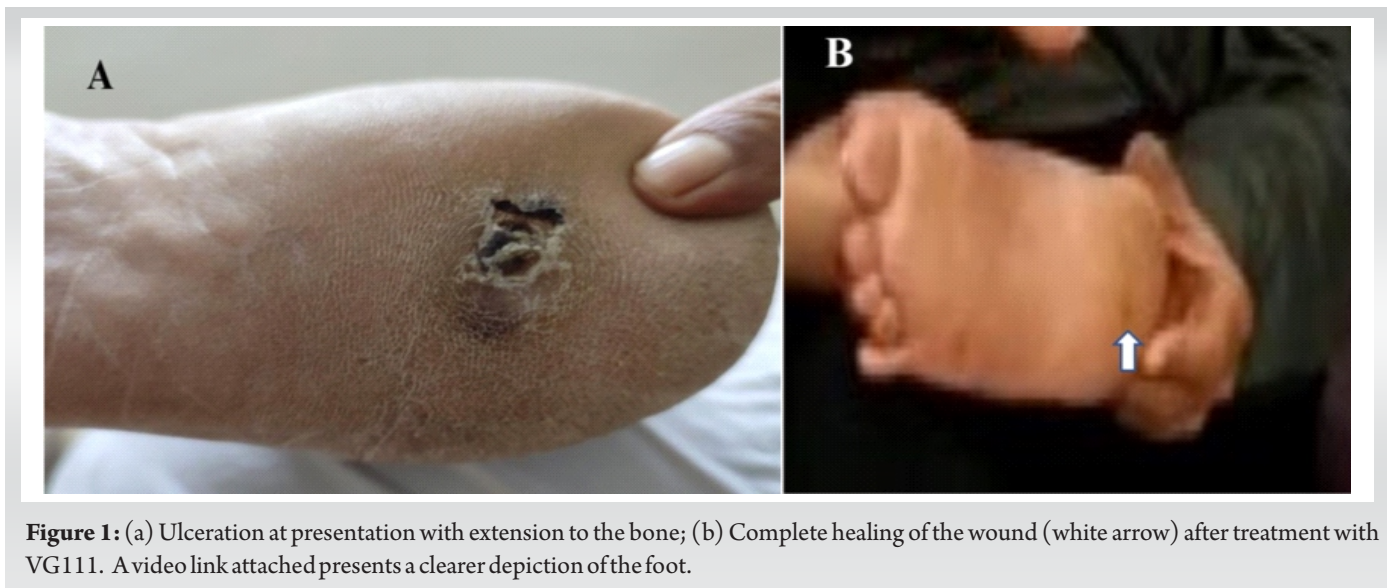 A
B
Figure 1: (a) Ulceration at presentation with extension to the bone; (b) Complete healing of the wound (white arrow) after treatment with
VG111. A video link attached presents a clearer depiction of the foot.